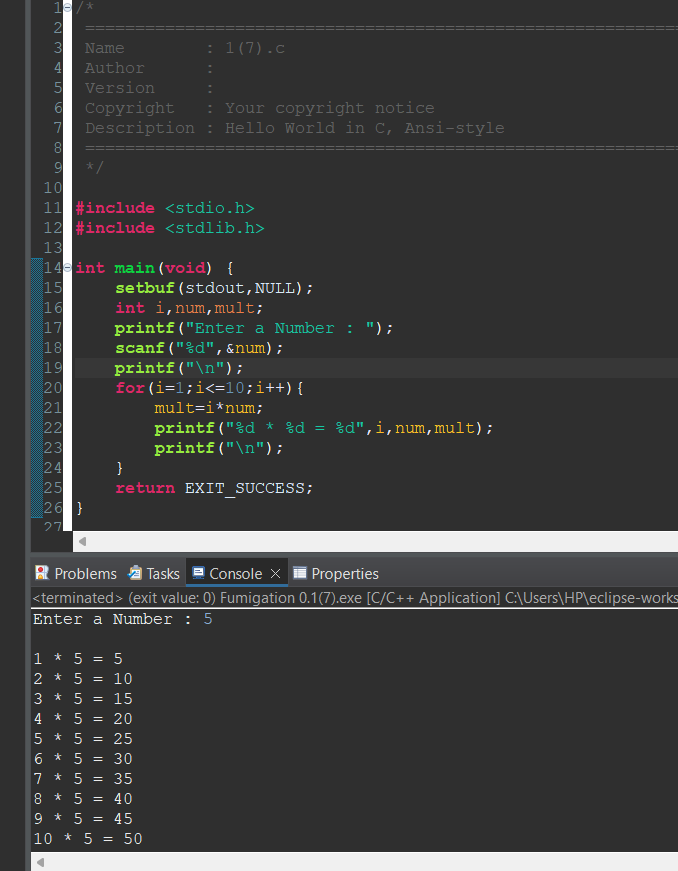 1 /*
2 ============================================================
3 Name        : 1(7).c
4 Author      :
5 Version     :
6 Copyright   : Your copyright notice
7 Description : Hello World in C, Ansi-style
8 ============================================================
9 */
10
11 #include <stdio.h>
12 #include <stdlib.h>
13
14 int main(void) {
15     setbuf(stdout,NULL);
16     int i,num,mult;
17     printf("Enter a Number : ");
18     scanf("%d",&num);
19     printf("\n");
20     for(i=1;i<=10;i++){
21         mult=i*num;
22         printf("%d * %d = %d",i,num,mult);
23         printf("\n");
24     }
25     return EXIT_SUCCESS;
26 }
27
Problems Tasks Console Properties
<terminated> (exit value: 0) Fumigation 0.1(7).exe [C/C++ Application] C:\Users\HP\eclipse-works
Enter a Number : 5
1 * 5 = 5
2 * 5 = 10
3 * 5 = 15
4 * 5 = 20
5 * 5 = 25
6 * 5 = 30
7 * 5 = 35
8 * 5 = 40
9 * 5 = 45
10 * 5 = 50